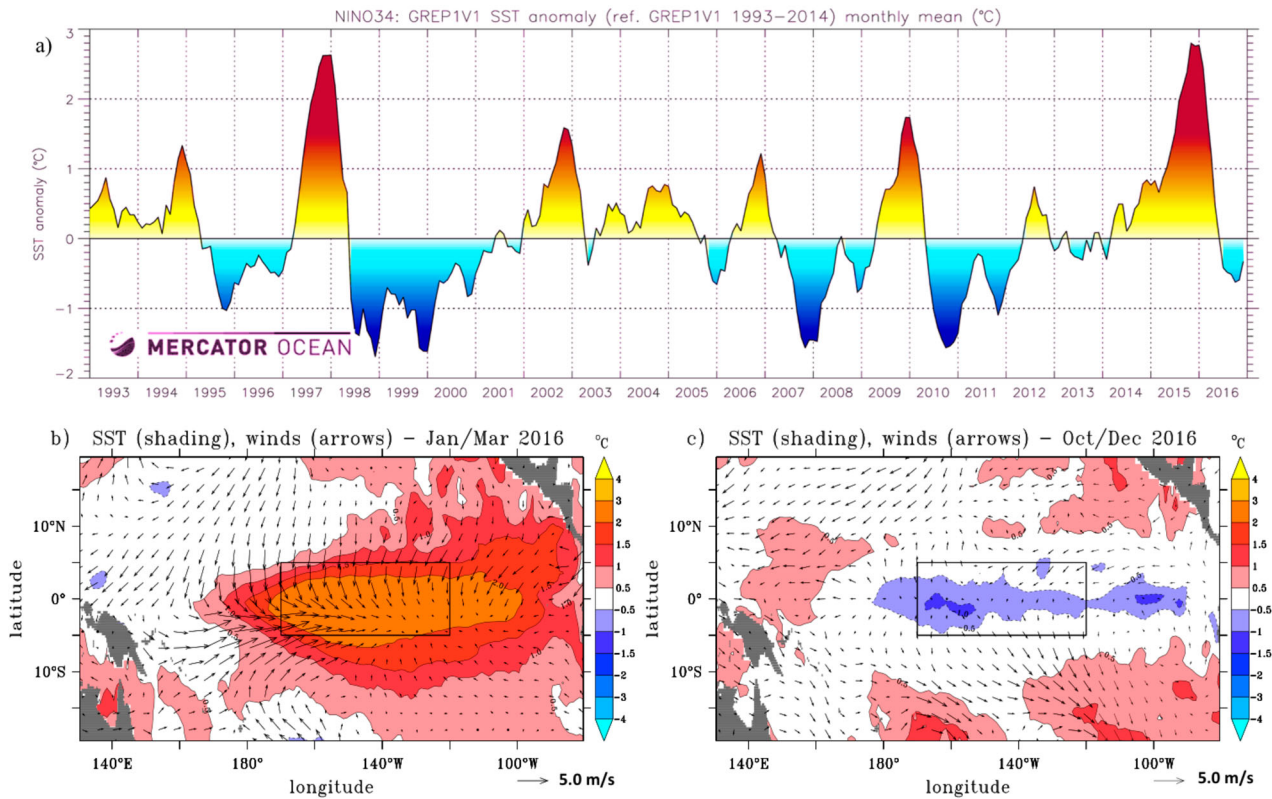 NINO34: GREP1V1 SST anomaly (ref. GREP1V1 1993−2014) monthly mean (°C)
a)
3
2
1
0
−1
−2
SST anomaly (°C)
MERCATOR OCEAN
1993 1994 1995 1996 1997 1998 1999 2000 2001 2002 2003 2004 2005 2006 2007 2008 2009 2010 2011 2012 2013 2014 2015 2016
b) SST (shading), winds (arrows) − Jan/Mar 2016 °C
10°N
0°
10°S
latitude
140°E 180° 140°W 100°W
longitude
5.0 m/s
4
3
2
1.5
1
0.5
−0.5
−1
−1.5
−2
−3
−4
c) SST (shading), winds (arrows) − Oct/Dec 2016 °C
10°N
0°
10°S
latitude
140°E 180° 140°W 100°W
longitude
5.0 m/s
4
3
2
1.5
1
0.5
−0.5
−1
−1.5
−2
−3
−4